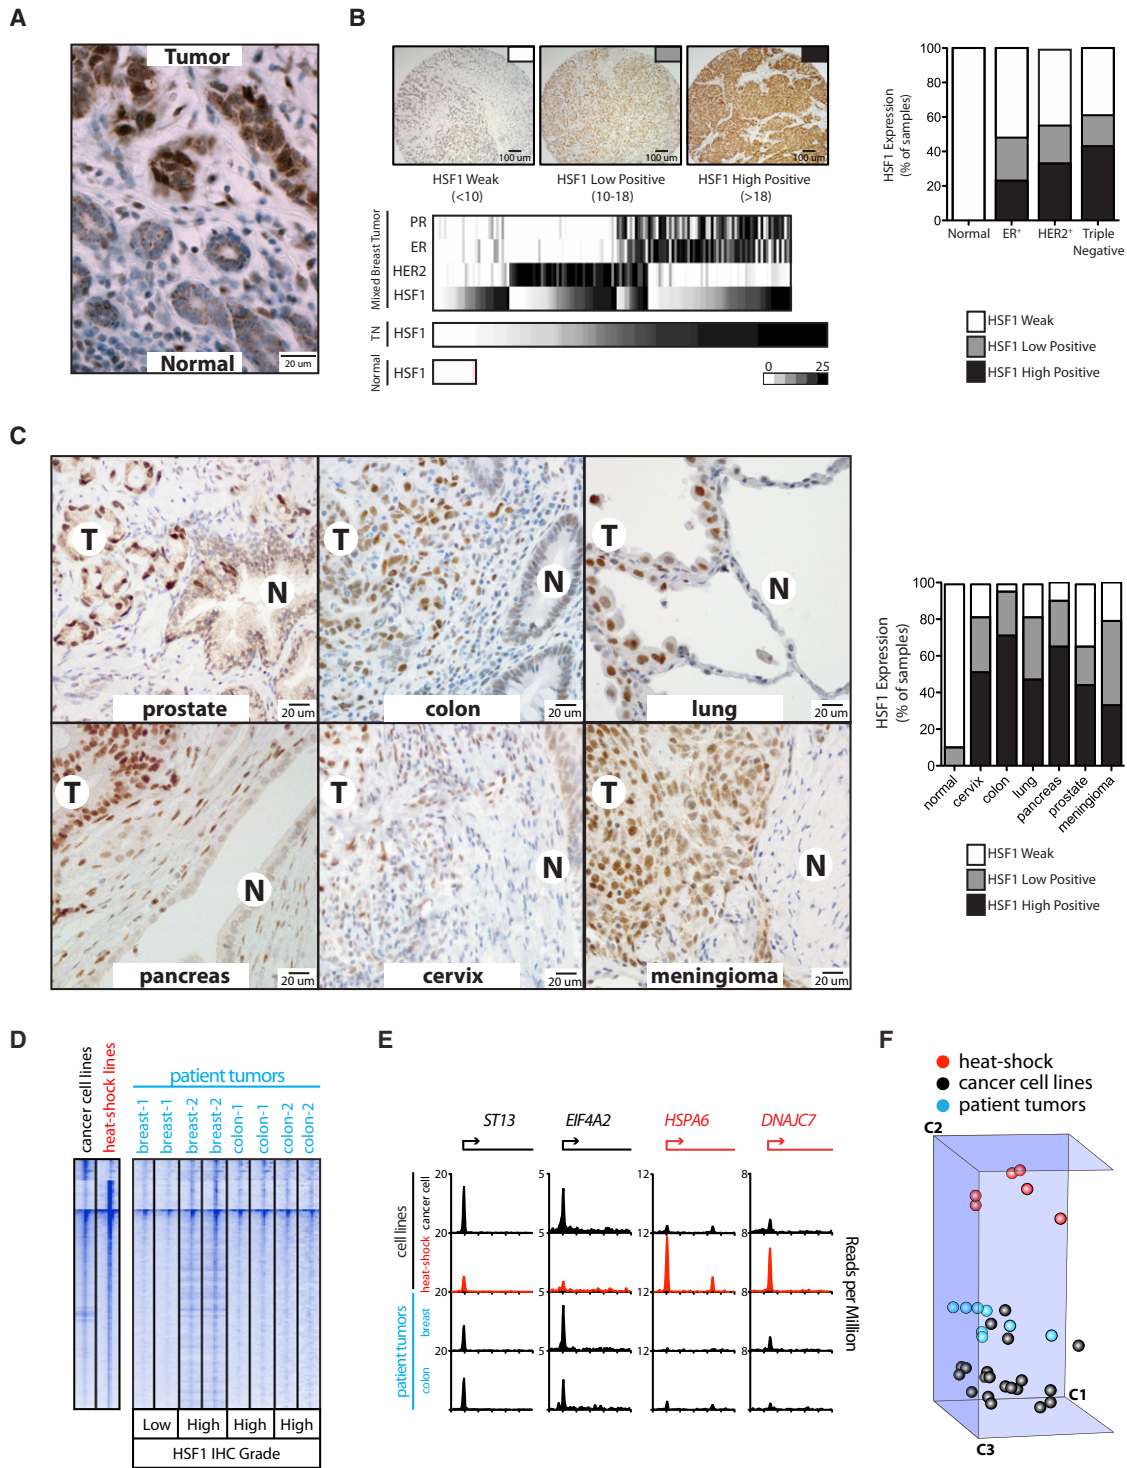 A
Tumor
Normal
20 um
B
100 um
100 um
100 um
HSF1 Weak
(<10)
HSF1 Low Positive
(10-18)
HSF1 High Positive
(>18)
Mixed Breast Tumor
PR
ER
HER2
HSF1
TN
HSF1
Normal
HSF1
0 25
HSF1 Expression
(% of samples)
100
80
60
40
20
0
Normal
ER+
HER2+
Triple
Negative
HSF1 Weak
HSF1 Low Positive
HSF1 High Positive
C
T
N
prostate
20 um
T
N
colon
20 um
T
N
lung
20 um
T
N
pancreas
20 um
T
N
cervix
20 um
T
N
meningioma
20 um
HSF1 Expression
(% of samples)
100
80
60
40
20
0
normal
cervix
colon
lung
pancreas
prostate
meningioma
HSF1 Weak
HSF1 Low Positive
HSF1 High Positive
D
cancer cell lines
heat-shock lines
patient tumors
breast-1
breast-1
breast-2
breast-2
colon-1
colon-1
colon-2
colon-2
Low High High High
HSF1 IHC Grade
E
ST13 EIF4A2 HSPA6 DNAJC7
cell lines
cancer cell
heat-shock
patient tumors
breast
colon
20 5 12 8
20 5 12 8
20 5 12 8
20 5 12 8
Reads per Million
F
heat-shock
cancer cell lines
patient tumors
C2
C1
C3